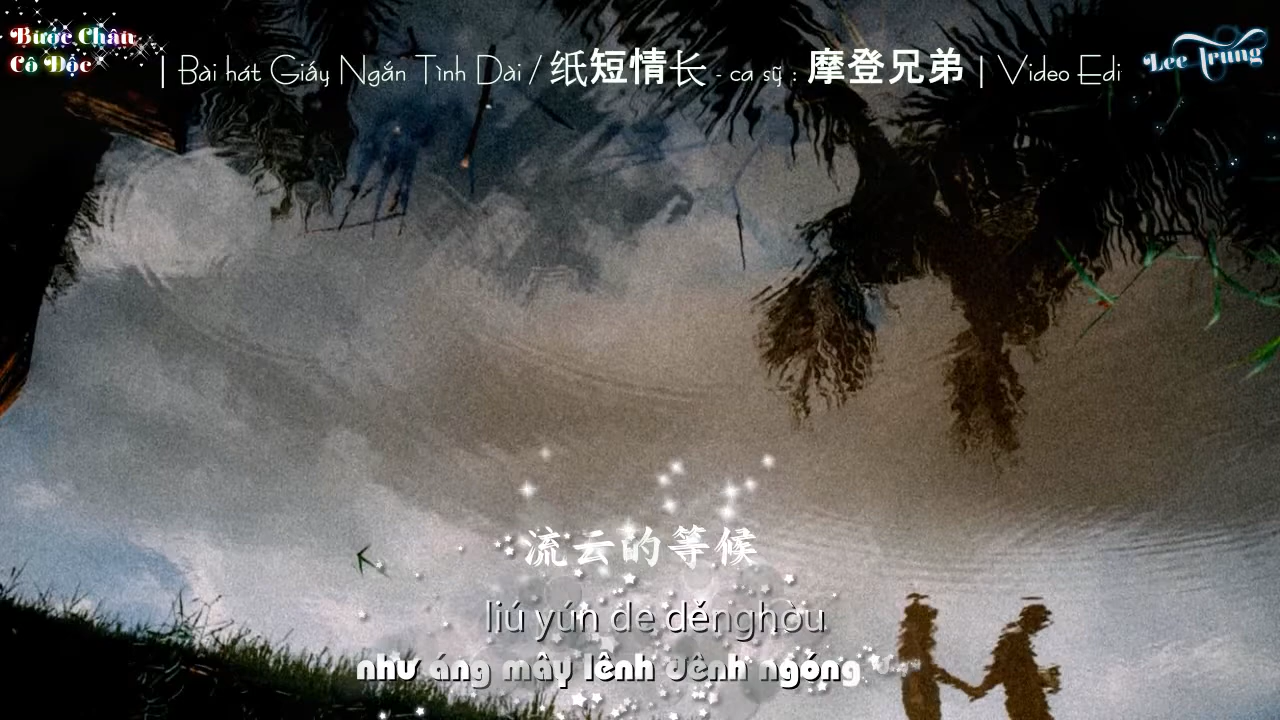 Bước Chân
Cô Độc
| Bài hát Giấy Ngắn Tình Dài / 纸短情长 - ca sỹ : 摩登兄弟 | Video Edi
Lee Trung
流云的等候
liú yún de děnghòu
như áng mây lênh đênh ngóng